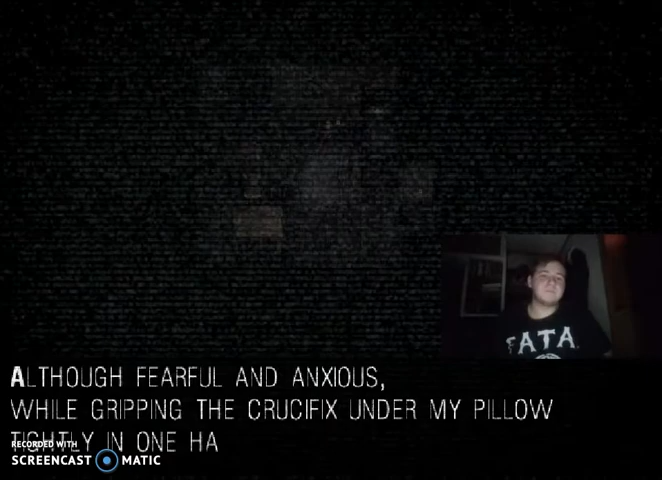 FATA
ALTHOUGH FEARFUL AND ANXIOUS,
WHILE GRIPPING THE CRUCIFIX UNDER MY PILLOW
TIGHTLY IN ONE HA
RECORDED WITH
SCREENCAST MATIC